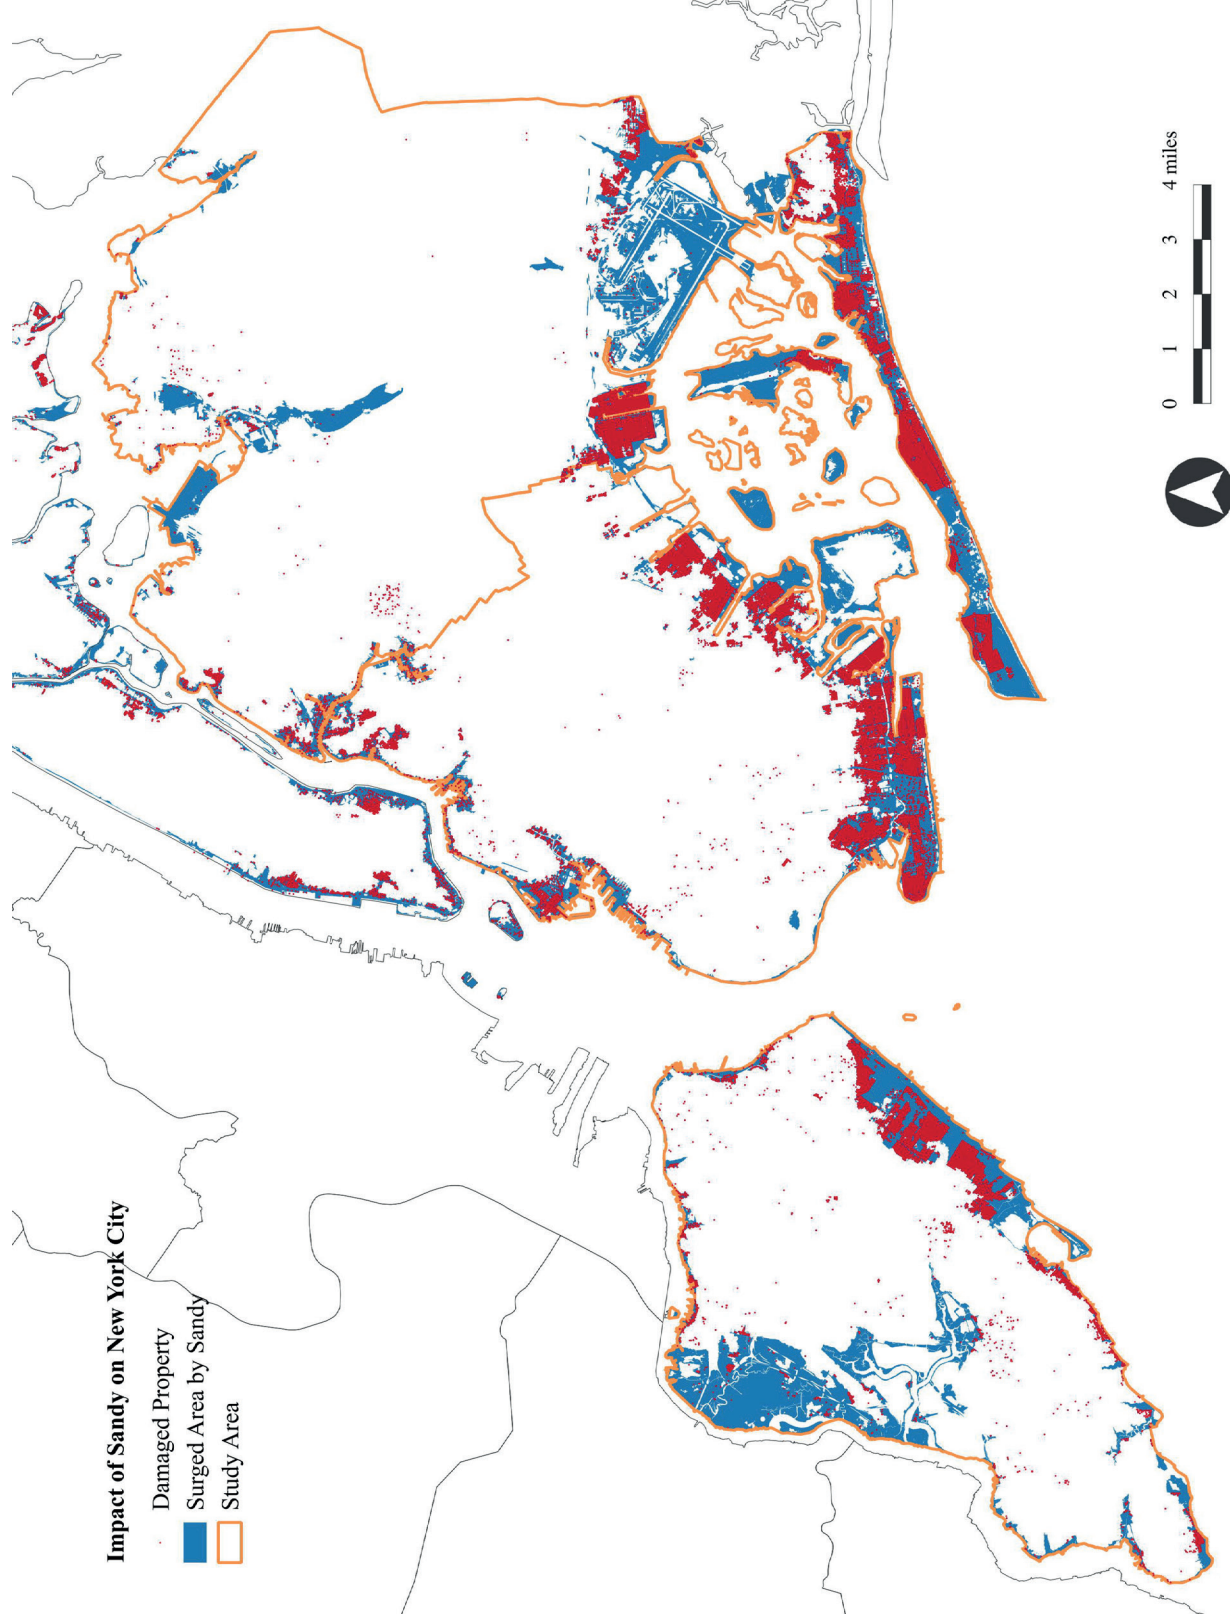 Impact of Sandy on New York City
Damaged Property
Surged Area by Sandy
Study Area
0 1 2 3 4 miles